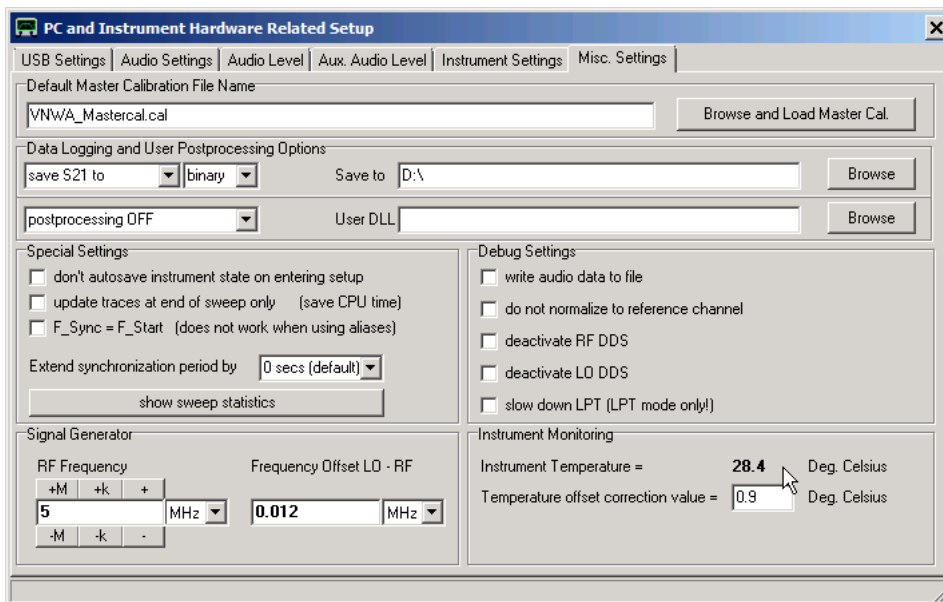 PC and Instrument Hardware Related Setup
USB Settings Audio Settings Audio Level Aux. Audio Level Instrument Settings Misc. Settings
Default Master Calibration File Name
VNWA_Mastercal.cal Browse and Load Master Cal.
Data Logging and User Postprocessing Options
save S21 to binary Save to D:\ Browse
postprocessing OFF User DLL Browse
Special Settings
don't autosave instrument state on entering setup
update traces at end of sweep only (save CPU time)
F_Sync = F_Start (does not work when using aliases)
Extend synchronization period by 0 secs (default)
show sweep statistics
Debug Settings
write audio data to file
do not normalize to reference channel
deactivate RF DDS
deactivate LO DDS
slow down LPT (LPT mode only!)
Signal Generator
RF Frequency Frequency Offset LO - RF
+M +k +
5 MHz 0.012 MHz
-M -k -
Instrument Monitoring
Instrument Temperature = 28.4 Deg. Celsius
Temperature offset correction value = 0.9 Deg. Celsius